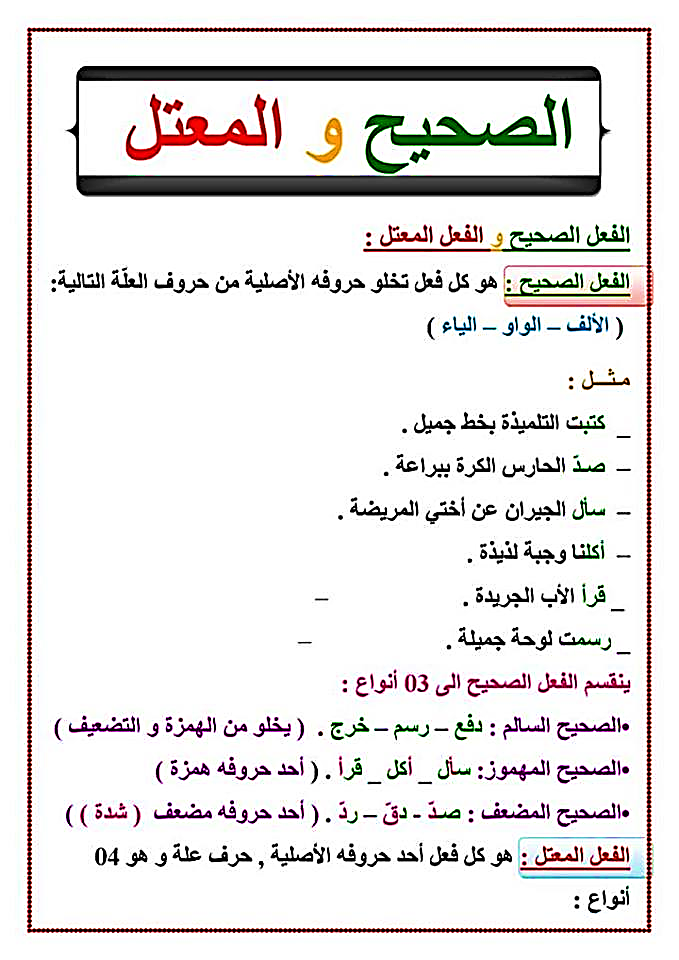 الصحيح و المعتل
الفعل الصحيح و الفعل المعتل :
الفعل الصحيح : هو كل فعل تخلو حروفه الأصلية من حروف العلّة التالية:
( الألف – الواو – الياء )
مـثــل :
_ كتبت التلميذة بخط جميل .
– صدّ الحارس الكرة ببراعة .
– سأل الجيران عن أختي المريضة .
– أكلنا وجبة لذيذة .
_ قرأ الأب الجريدة . –
_ رسمت لوحة جميلة . –
ينقسم الفعل الصحيح الى 03 أنواع :
•الصحيح السالم : دفع – رسم – خرج . ( يخلو من الهمزة و التضعيف )
•الصحيح المهموز: سأل _ أكل _ قرأ . ( أحد حروفه همزة )
•الصحيح المضعف : صدّ - دقّ – ردّ . ( أحد حروفه مضعف ( شدة ) )
الفعل المعتل : هو كل فعل أحد حروفه الأصلية , حرف علة و هو 04
أنواع :